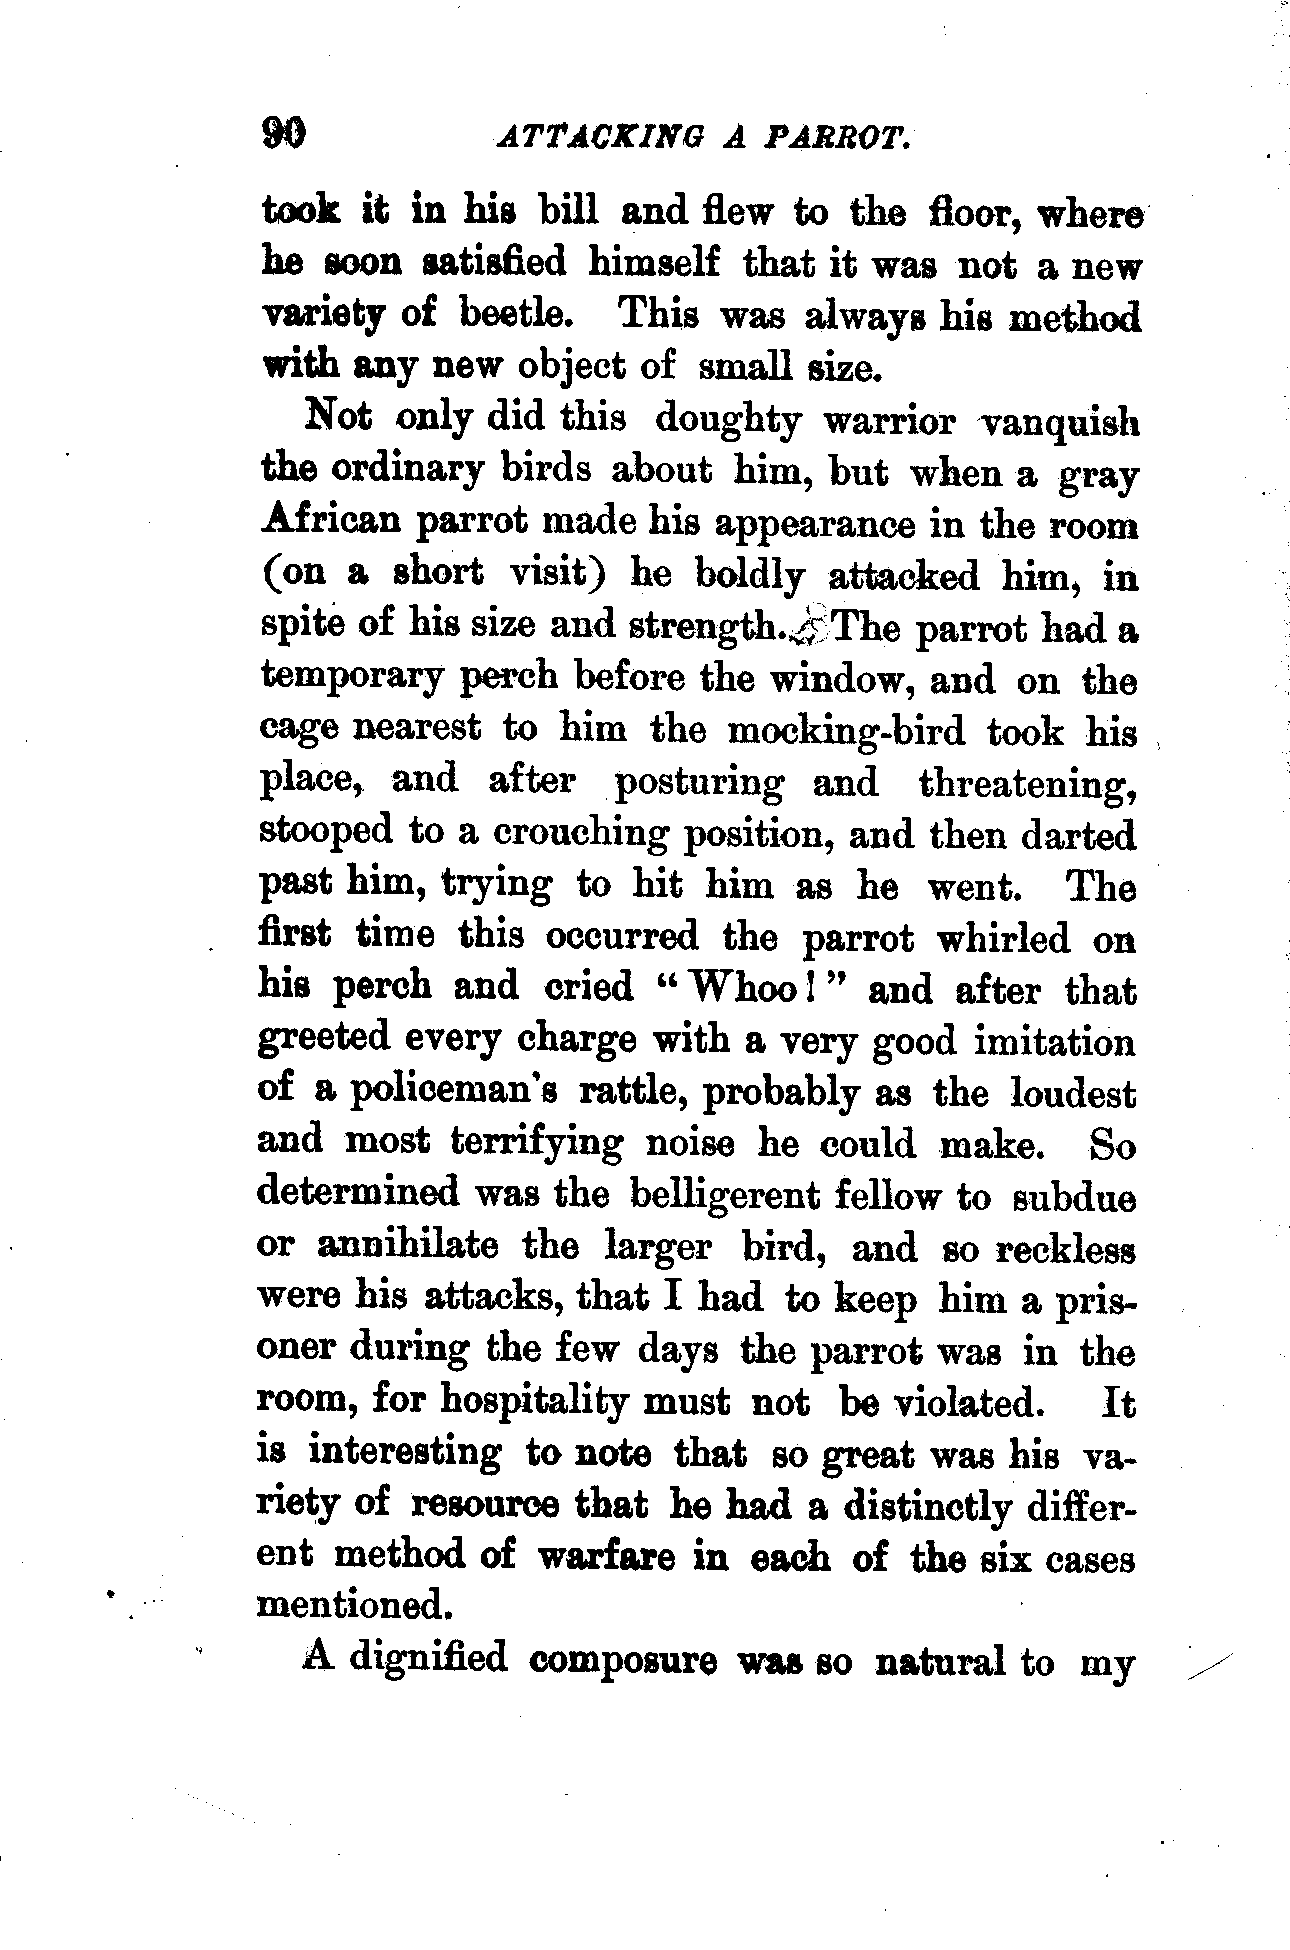 90 ATTACKING A PARROT.
took it in his bill and flew to the floor, where
he soon satisfied himself that it was not a new
variety of beetle. This was always his method
with any new object of small size.
Not only did this doughty warrior vanquish
the ordinary birds about him, but when a gray
African parrot made his appearance in the room
(on a short visit) he boldly attacked him, in
spite of his size and strength. The parrot had a
temporary perch before the window, and on the
cage nearest to him the mocking-bird took his
place, and after posturing and threatening,
stooped to a crouching position, and then darted
past him, trying to hit him as he went. The
first time this occurred the parrot whirled on
his perch and cried “Whoo!” and after that
greeted every charge with a very good imitation
of a policeman's rattle, probably as the loudest
and most terrifying noise he could make. So
determined was the belligerent fellow to subdue
or annihilate the larger bird, and so reckless
were his attacks, that I had to keep him a pris-
oner during the few days the parrot was in the
room, for hospitality must not be violated. It
is interesting to note that so great was his va-
riety of resource that he had a distinctly differ-
ent method of warfare in each of the six cases
mentioned.
A dignified composure was so natural to my